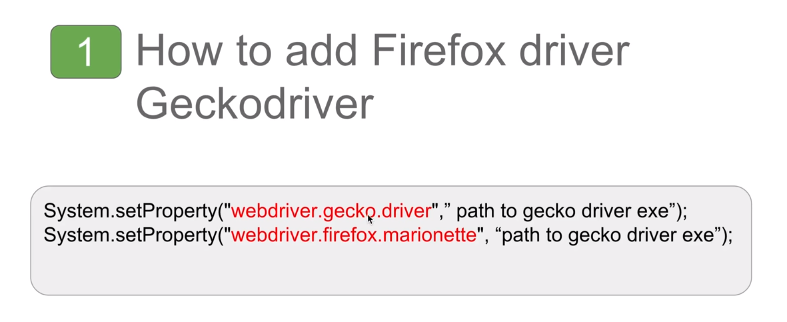 1 How to add Firefox driver
Geckodriver
System.setProperty("webdriver.gecko.driver",” path to gecko driver exe”);
System.setProperty("webdriver.firefox.marionette", “path to gecko driver exe”);